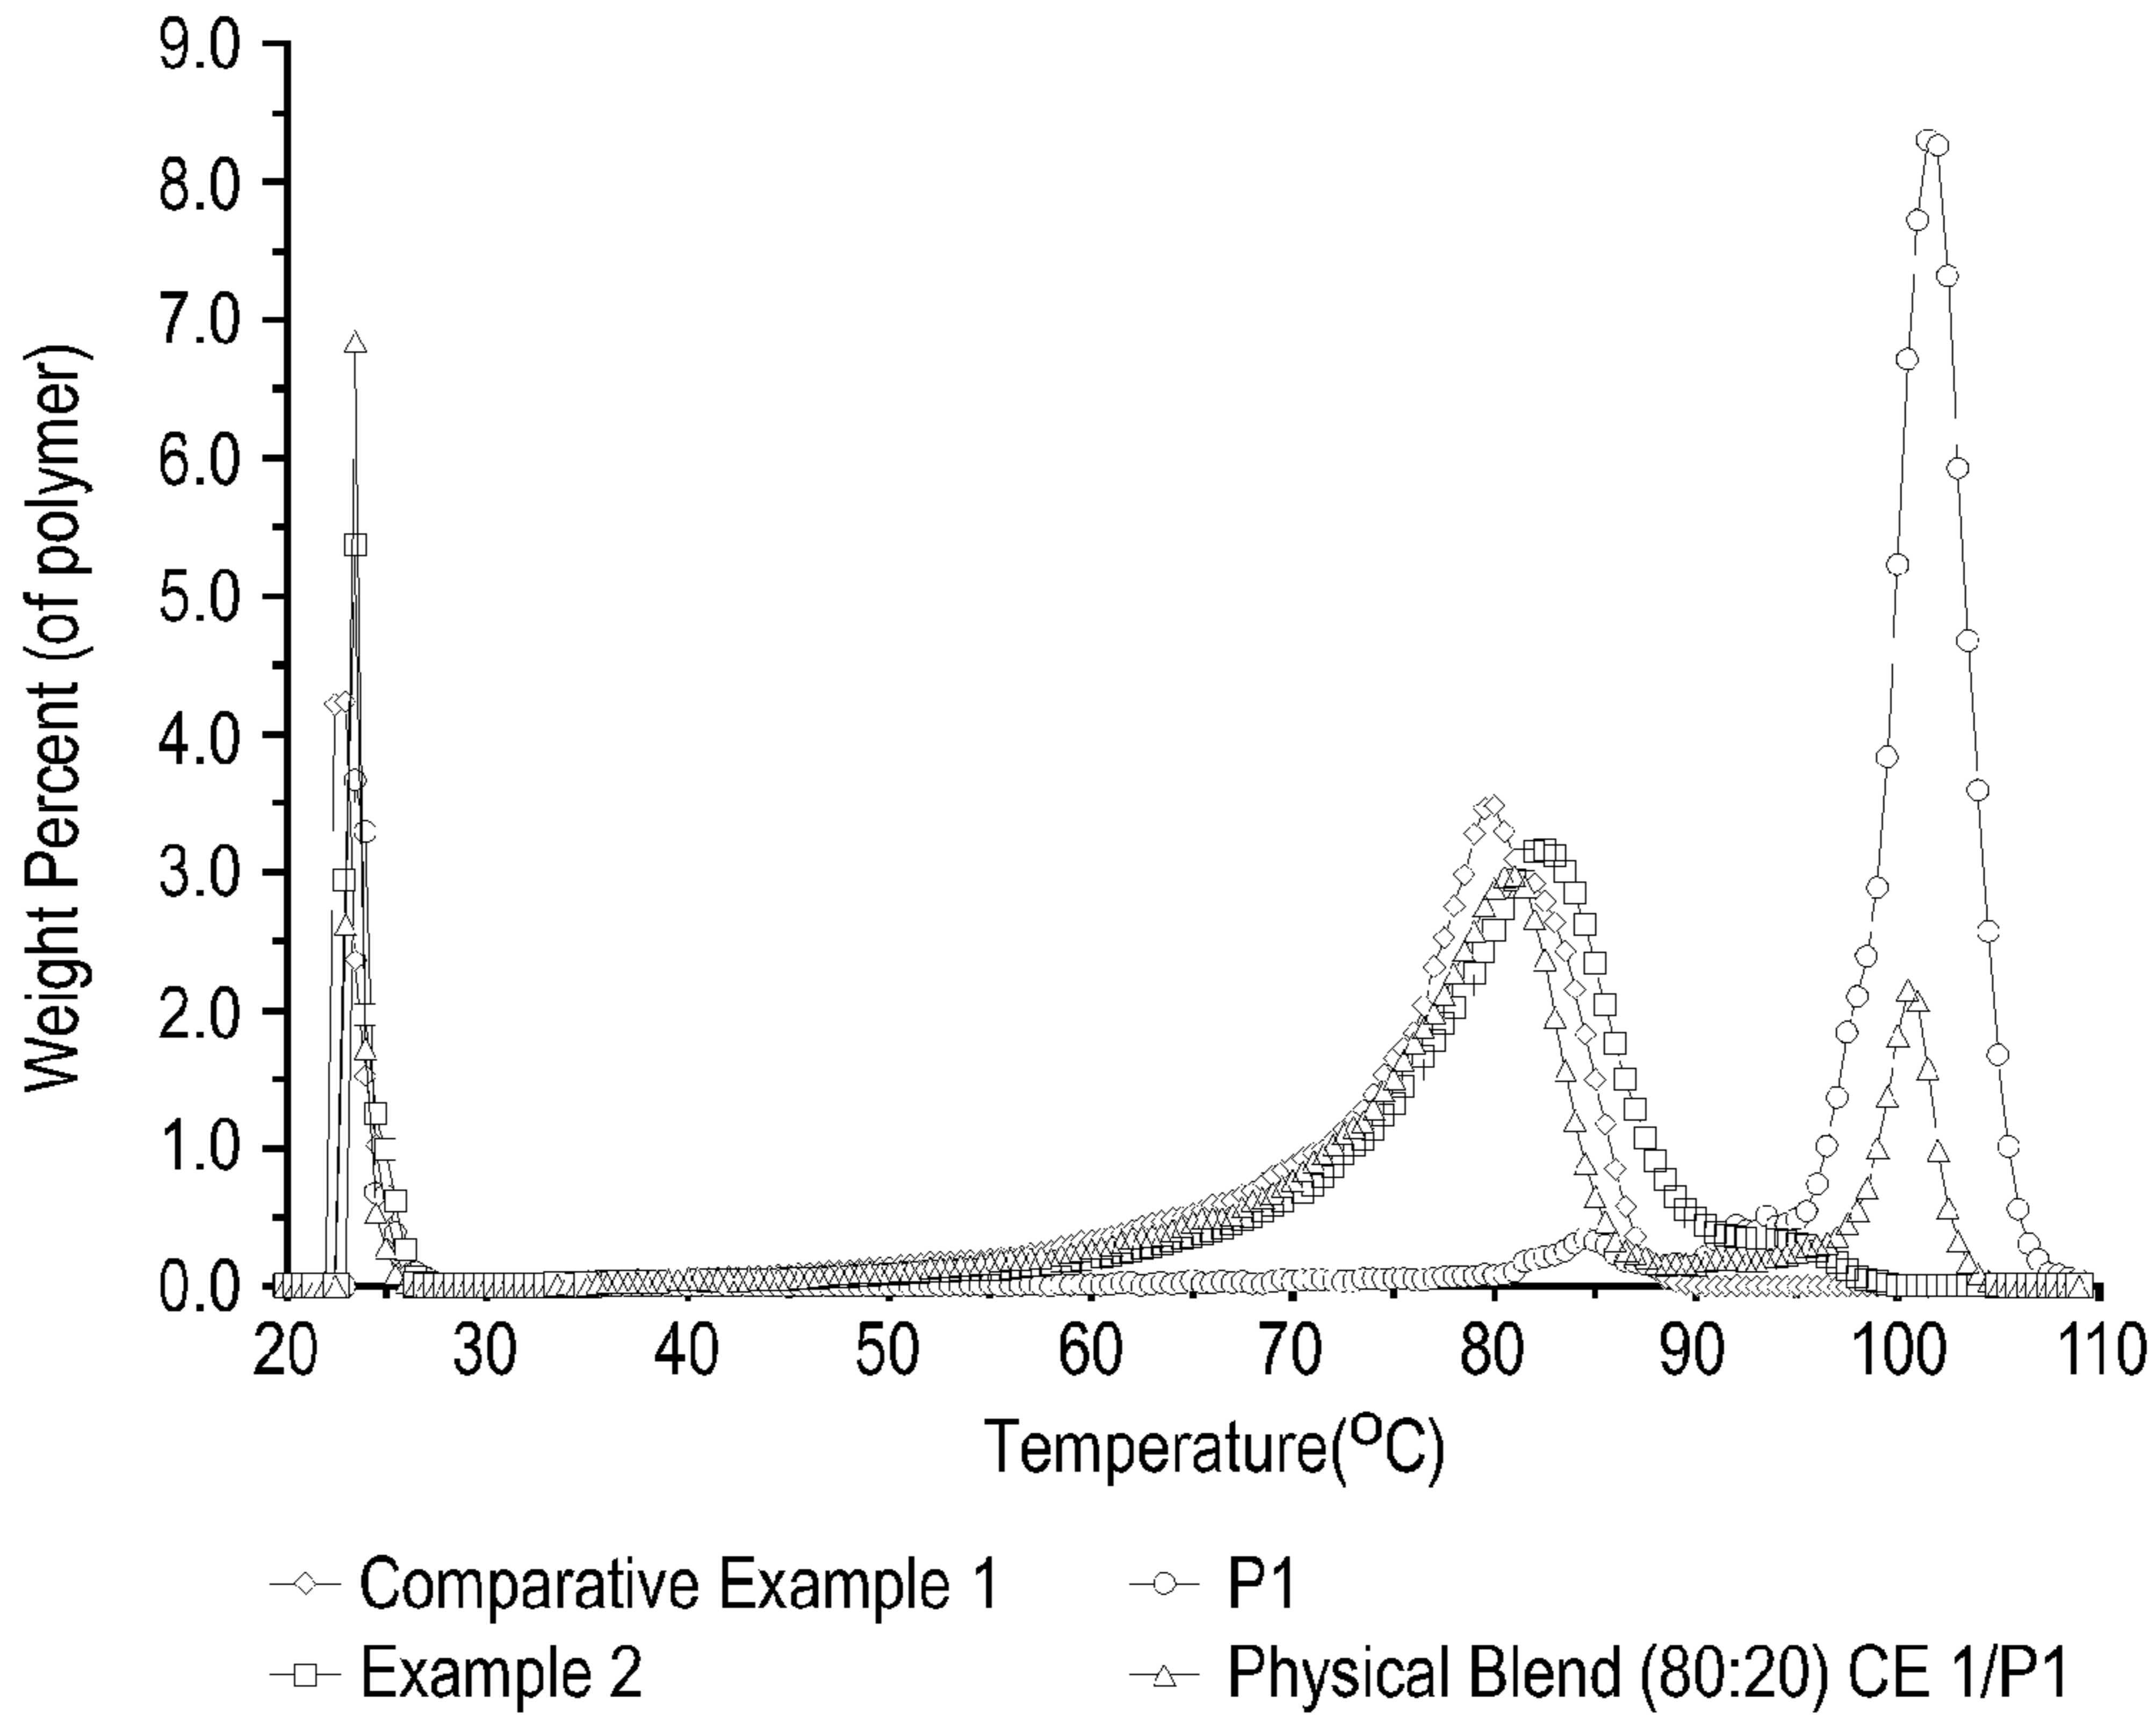 Weight Percent (of polymer)
9.0
8.0
7.0
6.0
5.0
4.0
3.0
2.0
1.0
0.0
20 30 40 50 60 70 80 90 100 110
Temperature(°C)
Comparative Example 1
P1
Example 2
Physical Blend (80:20) CE 1/P1